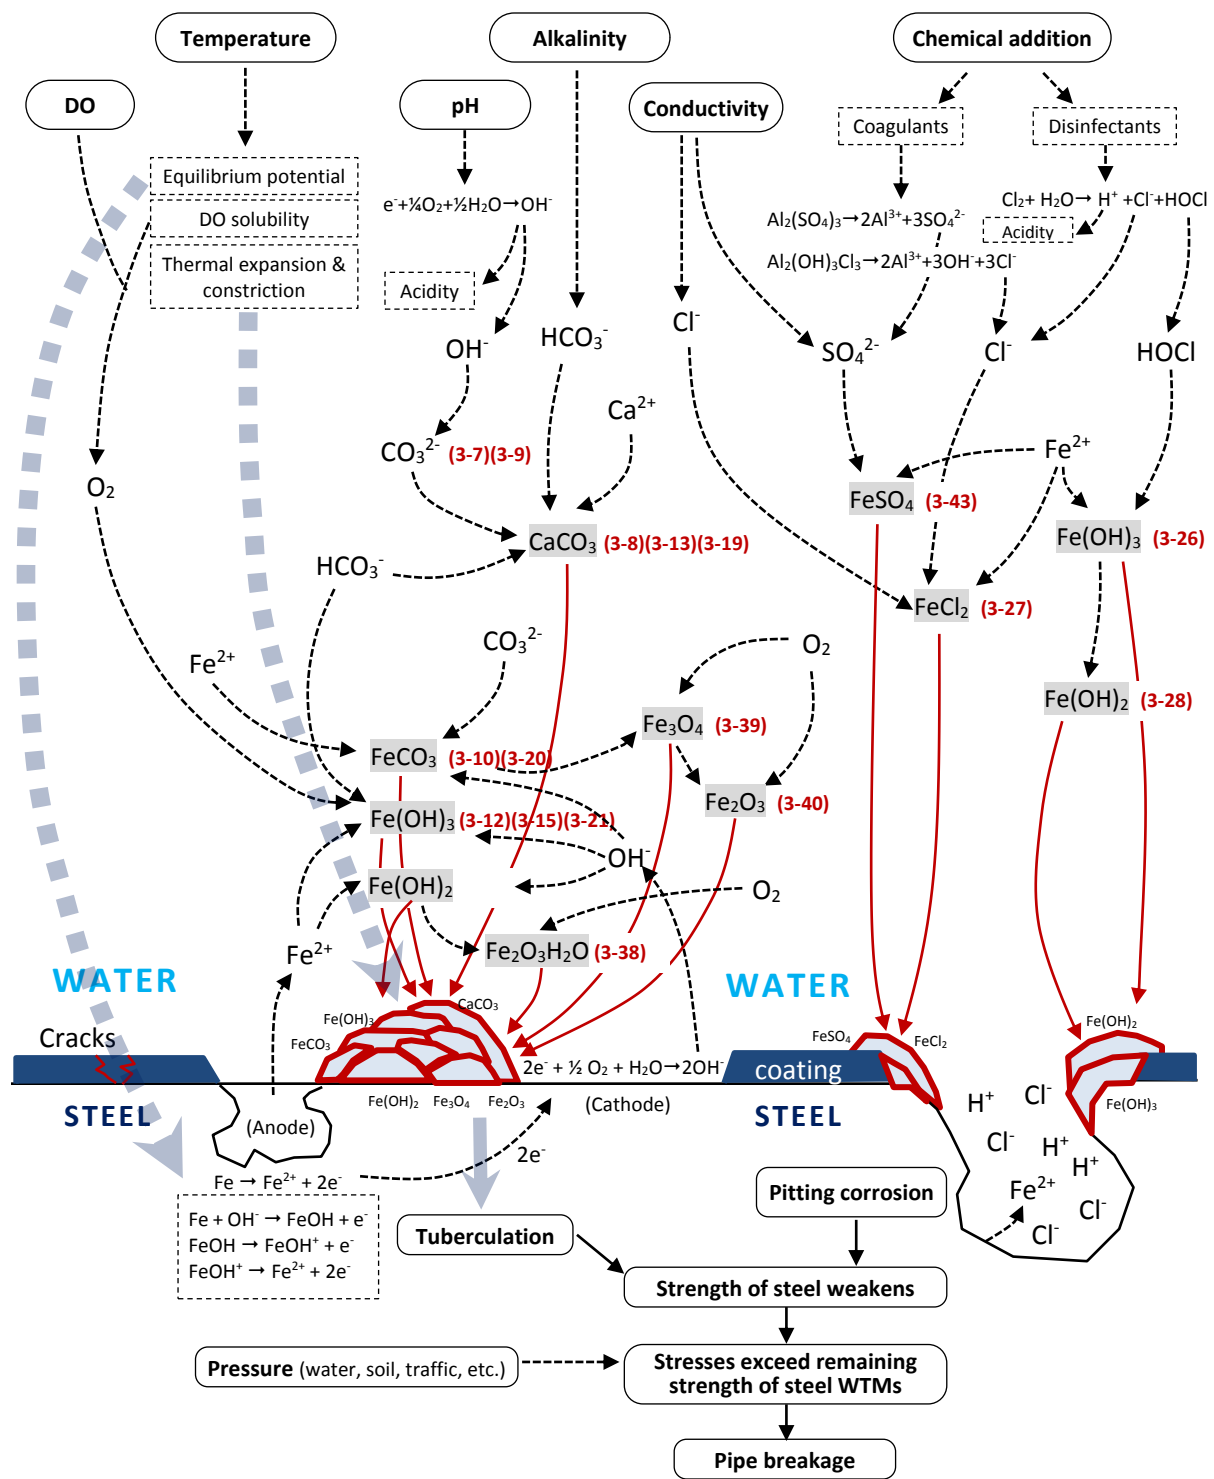 Temperature
Alkalinity
Chemical addition
DO
pH
Conductivity
Coagulants
Disinfectants
Equilibrium potential
DO solubility
Thermal expansion &
constriction
e⁻+¼O₂+½H₂O→OH⁻
Cl₂+ H₂O→ H⁺ +Cl⁻+HOCl
Al₂(SO₄)₃→2Al³⁺+3SO₄²⁻
Acidity
Al₂(OH)₃Cl₃→2Al³⁺+3OH⁻+3Cl⁻
Acidity
Cl⁻
OH⁻
HCO₃⁻
SO₄²⁻
Cl⁻
HOCl
Ca²⁺
CO₃²⁻ (3-7)(3-9)
Fe²⁺
O₂
FeSO₄ (3-43)
CaCO₃ (3-8)(3-13)(3-19)
Fe(OH)₃ (3-26)
HCO₃⁻
FeCl₂ (3-27)
CO₃²⁻
O₂
Fe²⁺
Fe(OH)₂ (3-28)
Fe₃O₄ (3-39)
FeCO₃ (3-10)(3-20)
Fe₂O₃ (3-40)
Fe(OH)₃ (3-12)(3-15)(3-21)
OH⁻
Fe(OH)₂
O₂
Fe²⁺
Fe₂O₃H₂O (3-38)
WATER
WATER
CaCO₃
Fe(OH)₃
Fe(OH)₂
Cracks
FeCO₃
FeSO₄
FeCl₂
2e⁻ + ½ O₂ + H₂O→2OH⁻
coating
STEEL
Fe(OH)₂
Fe₃O₄
Fe₂O₃
(Cathode)
STEEL
H⁺
Cl⁻
Fe(OH)₃
(Anode)
2e⁻
Cl⁻
H⁺
H⁺
Fe → Fe²⁺ + 2e⁻
Pitting corrosion
Fe²⁺
Cl⁻
Cl⁻
Fe + OH⁻ → FeOH + e⁻
FeOH → FeOH⁺ + e⁻
FeOH⁺ → Fe²⁺ + 2e⁻
Tuberculation
Strength of steel weakens
Pressure (water, soil, traffic, etc.)
Stresses exceed remaining
strength of steel WTMs
Pipe breakage